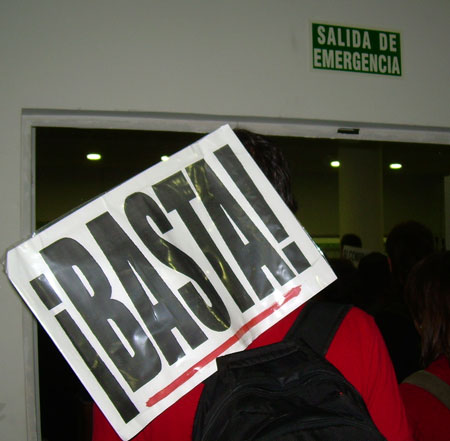 SALIDA DE
EMERGENCIA
¡BASTA!